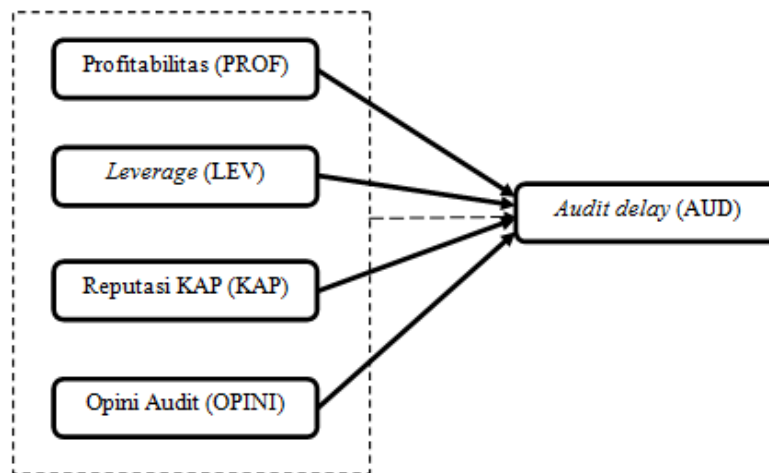 Profitabilitas (PROF)
Leverage (LEV)
Audit delay (AUD)
Reputasi KAP (KAP)
Opini Audit (OPINI)